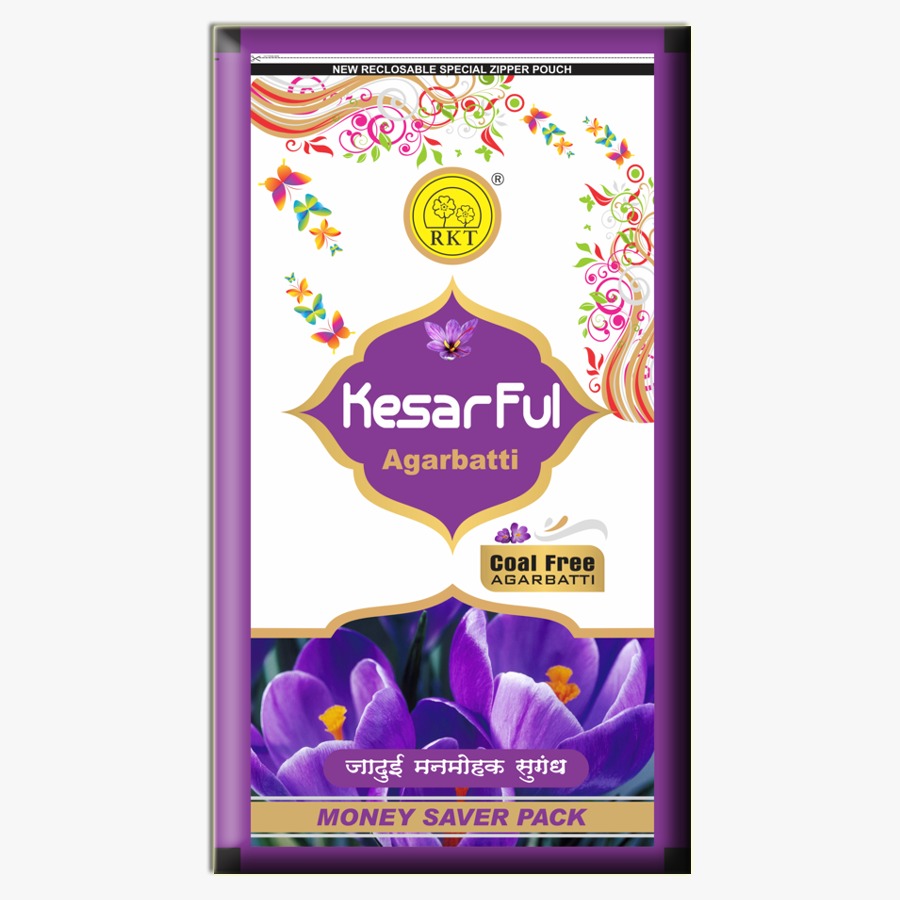 NEW RECLOSABLE SPECIAL ZIPPER POUCH
®
RKT
Kesar Ful
Agarbatti
Coal Free
AGARBATTI
जादुई मनमोहक सुगंध
MONEY SAVER PACK